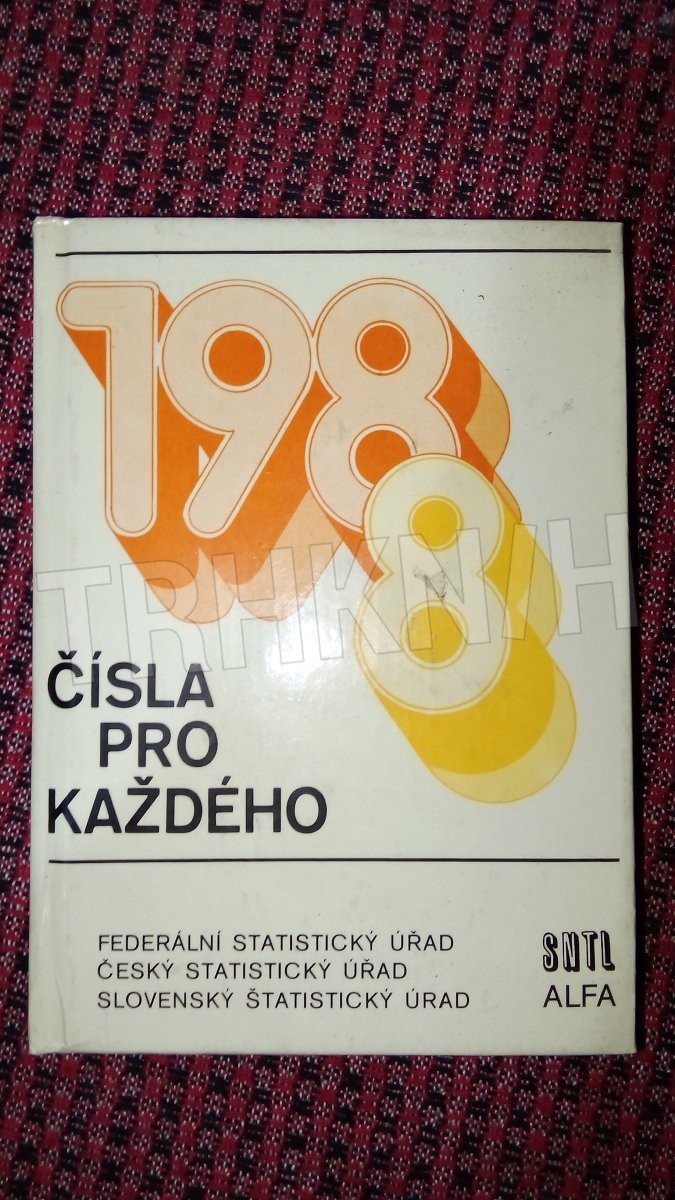 1988
TRHKNIH
ČÍSLA
PRO
KAŽDÉHO
FEDERÁLNÍ STATISTICKÝ ÚŘAD
ČESKÝ STATISTICKÝ ÚŘAD
SLOVENSKÝ ŠTATISTICKÝ ÚRAD
SNTL
ALFA